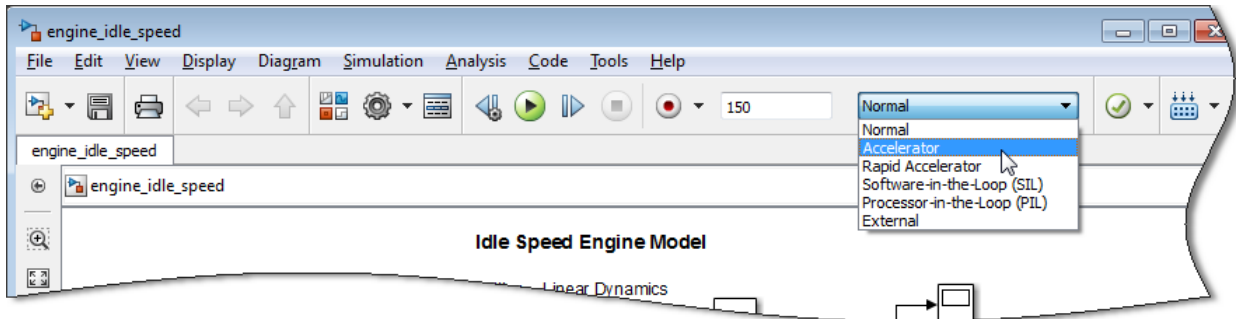 engine_idle_speed
File Edit View Display Diagram Simulation Analysis Code Tools Help
150 Normal
Normal
Accelerator
Rapid Accelerator
Software-in-the-Loop (SIL)
Processor-in-the-Loop (PIL)
External
engine_idle_speed
engine_idle_speed
Idle Speed Engine Model
Linear Dynamics